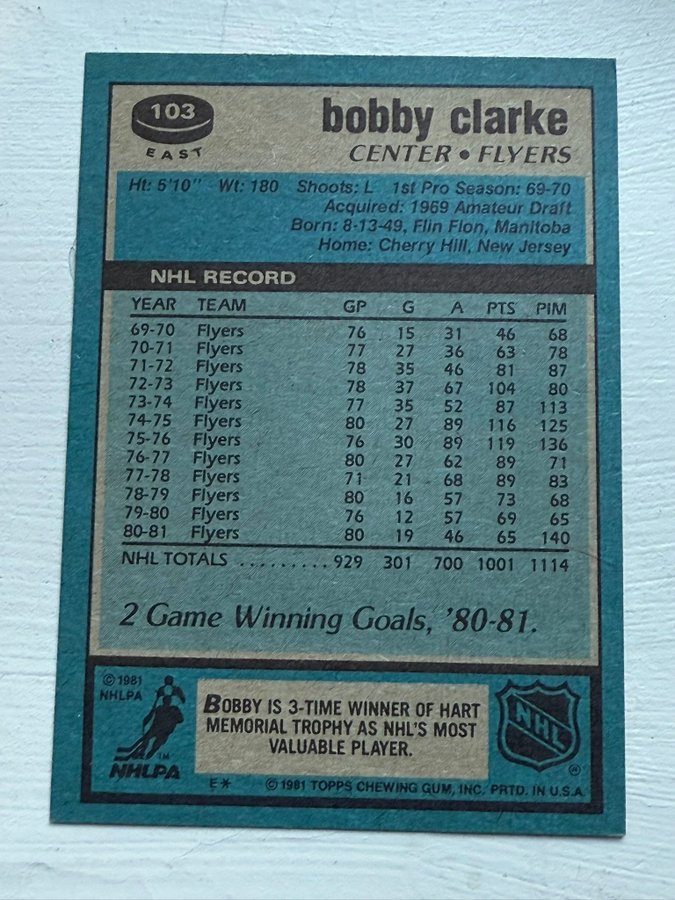 103
EAST
bobby clarke
CENTER • FLYERS
Ht: 5'10" Wt: 180 Shoots: L 1st Pro Season: 69-70
Acquired: 1969 Amateur Draft
Born: 8-13-49, Flin Flon, Manitoba
Home: Cherry Hill, New Jersey
NHL RECORD
YEAR TEAM GP G A PTS PIM
69-70 Flyers 76 15 31 46 68
70-71 Flyers 77 27 36 63 78
71-72 Flyers 78 35 46 81 87
72-73 Flyers 78 37 67 104 80
73-74 Flyers 77 35 52 87 113
74-75 Flyers 80 27 89 116 125
75-76 Flyers 76 30 89 119 136
76-77 Flyers 80 27 62 89 71
77-78 Flyers 71 21 68 89 83
78-79 Flyers 80 16 57 73 68
79-80 Flyers 76 12 57 69 65
80-81 Flyers 80 19 46 65 140
NHL TOTALS ......... 929 301 700 1001 1114
2 Game Winning Goals, '80-81.
© 1981
NHLPA
TM
NHLPA
BOBBY IS 3-TIME WINNER OF HART
MEMORIAL TROPHY AS NHL'S MOST
VALUABLE PLAYER.
NHL
®
E* © 1981 TOPPS CHEWING GUM, INC. PRTD. IN U.S.A.